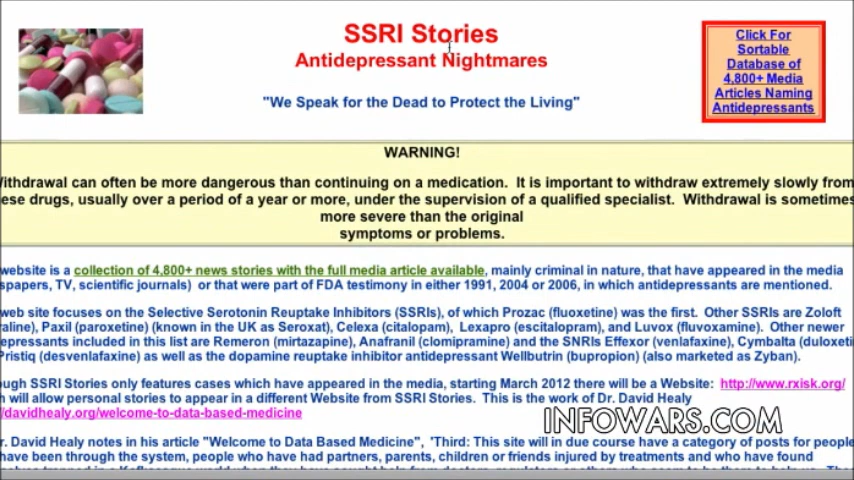 SSRI Stories
Antidepressant Nightmares
"We Speak for the Dead to Protect the Living"
Click For
Sortable
Database of
4,800+ Media
Articles Naming
Antidepressants
WARNING!
Withdrawal can often be more dangerous than continuing on a medication. It is important to withdraw extremely slowly from
ese drugs, usually over a period of a year or more, under the supervision of a qualified specialist. Withdrawal is sometimes
more severe than the original
symptoms or problems.
website is a collection of 4,800+ news stories with the full media article available, mainly criminal in nature, that have appeared in the media
spapers, TV, scientific journals) or that were part of FDA testimony in either 1991, 2004 or 2006, in which antidepressants are mentioned.
web site focuses on the Selective Serotonin Reuptake Inhibitors (SSRIs), of which Prozac (fluoxetine) was the first. Other SSRIs are Zoloft
raline), Paxil (paroxetine) (known in the UK as Seroxat), Celexa (citalopam), Lexapro (escitalopram), and Luvox (fluvoxamine). Other newer
epressants included in this list are Remeron (mirtazapine), Anafranil (clomipramine) and the SNRIs Effexor (venlafaxine), Cymbalta (duloxeti
Pristiq (desvenlafaxine) as well as the dopamine reuptake inhibitor antidepressant Wellbutrin (bupropion) (also marketed as Zyban).
ough SSRI Stories only features cases which have appeared in the media, starting March 2012 there will be a Website: http://www.rxisk.org/
h will allow personal stories to appear in a different Website from SSRI Stories. This is the work of Dr. David Healy
/davidhealy.org/welcome-to-data-based-medicine
INFOWARS.COM
r. David Healy notes in his article "Welcome to Data Based Medicine", 'Third: This site will in due course have a category of posts for people
have been through the system, people who have had partners, parents, children or friends injured by treatments and who have found